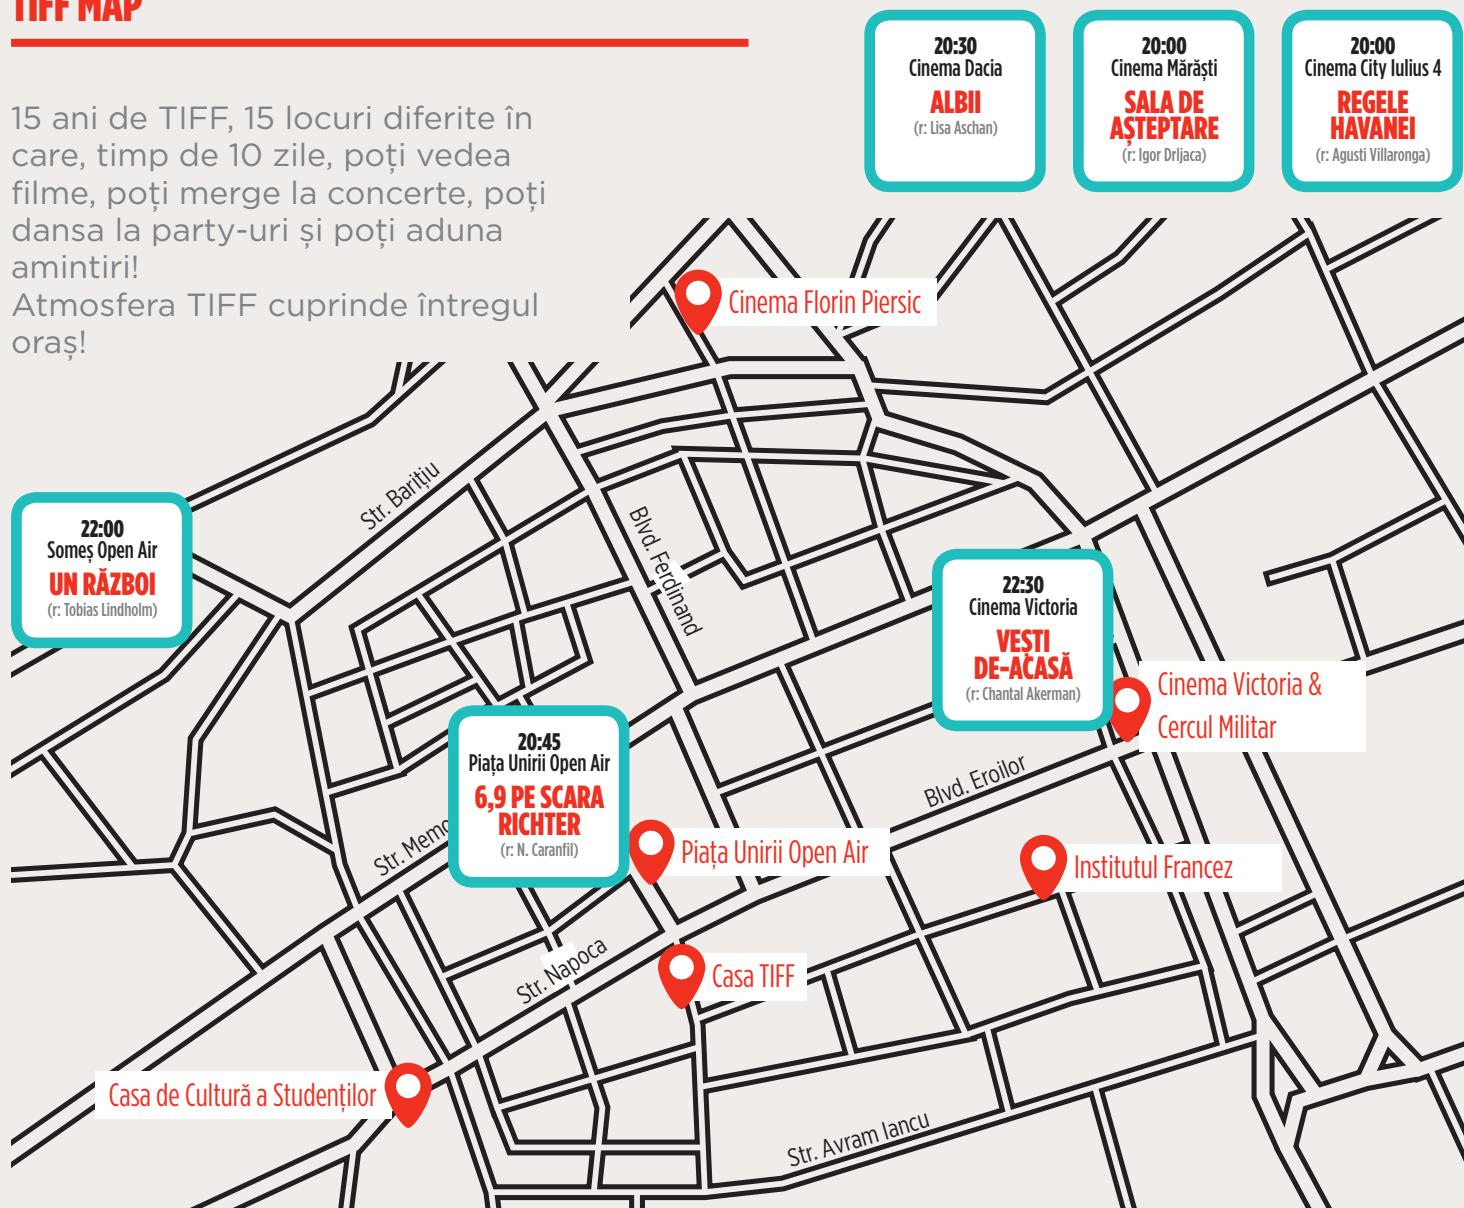 TIFF MAP
15 ani de TIFF, 15 locuri diferite în
care, timp de 10 zile, poți vedea
filme, poți merge la concerte, poți
dansa la party-uri și poți aduna
amintiri!
Atmosfera TIFF cuprinde întregul
oraș!
20:30
Cinema Dacia
ALBII
(r: Lisa Aschan)
20:00
Cinema Mărăști
SALA DE
AȘTEPTARE
(r: Igor Drljaca)
20:00
Cinema City Iulius 4
REGELE
HAVANEI
(r: Agusti Villaronga)
Cinema Florin Piersic
Str. Barițiu
Blvd. Ferdinand
22:00
Someș Open Air
UN RĂZBOI
(r: Tobias Lindholm)
22:30
Cinema Victoria
VEȘTI
DE-ACASĂ
(r: Chantal Akerman)
Cinema Victoria &
Cercul Militar
20:45
Piața Unirii Open Air
6,9 PE SCARA
RICHTER
(r: N. Caranfil)
Blvd. Eroilor
Str. Memo
Piața Unirii Open Air
Institutul Francez
Str. Napoca
Casa TIFF
Casa de Cultură a Studenților
Str. Avram Iancu